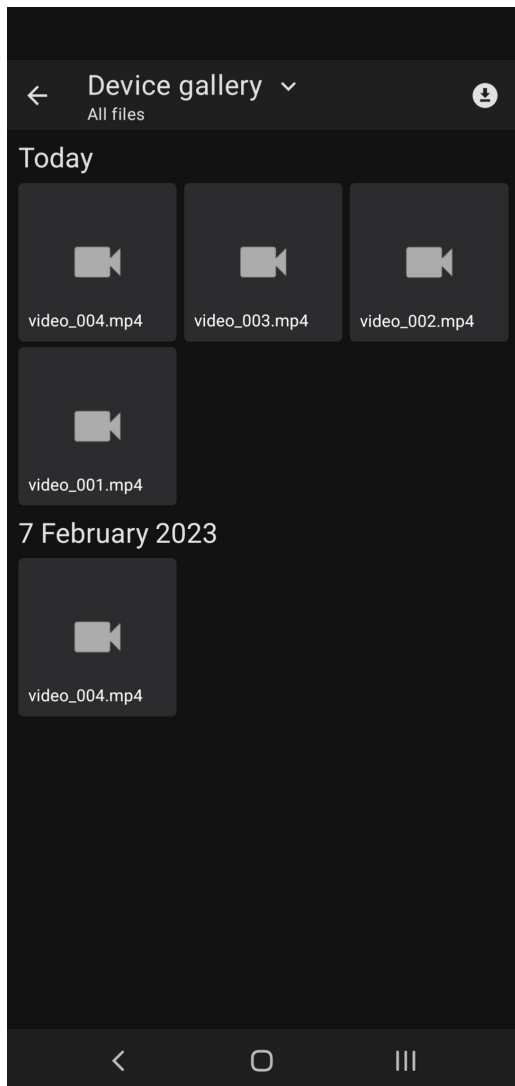 Device gallery
All files
Today
video_004.mp4
video_003.mp4
video_002.mp4
video_001.mp4
7 February 2023
video_004.mp4